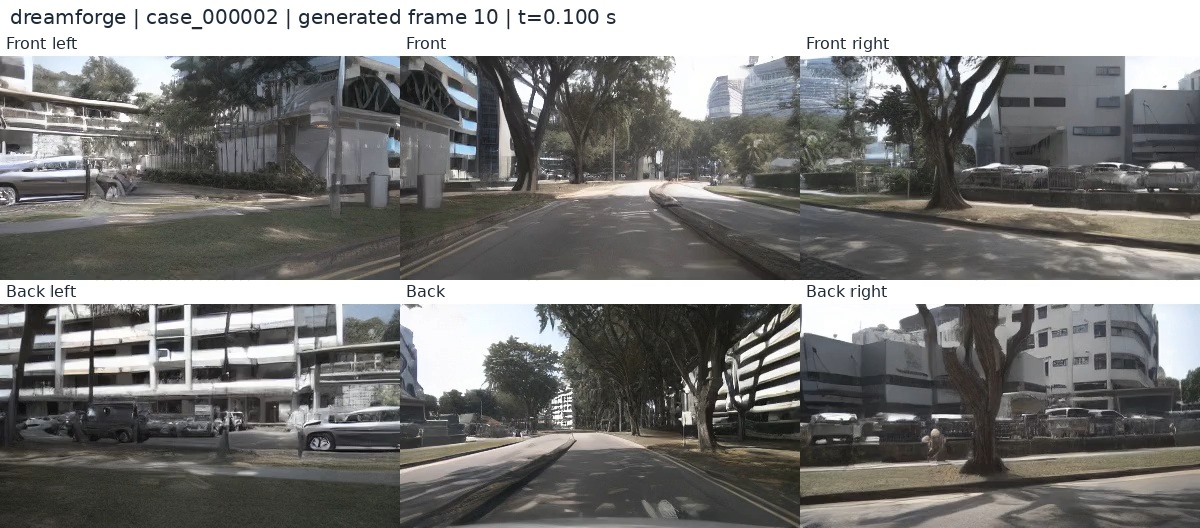 dreamforge | case_000002 | generated frame 10 | t=0.100 s
Front left
Front
Front right
Back left
Back
Back right